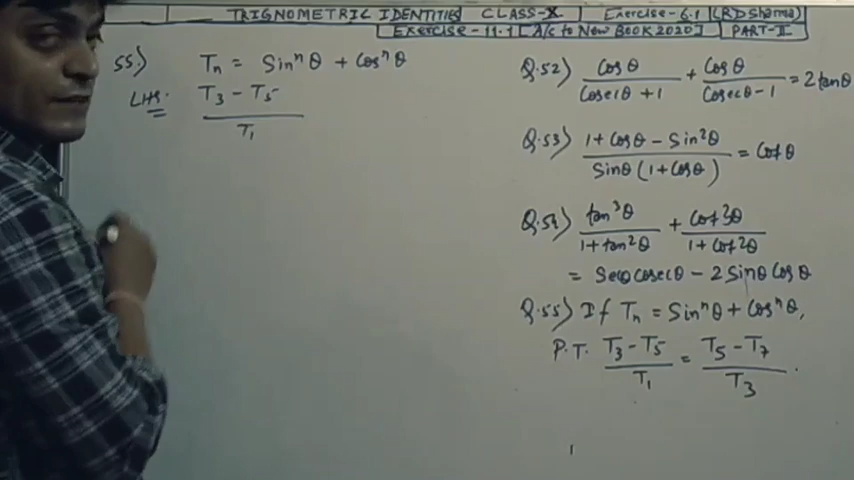 TRIGNOMETRIC IDENTITIES CLASS-X Exercise-6.1 (RD Sharma)
Exercise-11.1 [A/c to New Book 2020] PART-II
55) Tₙ = Sinⁿθ + Cosⁿθ
LHS. T₃ - T₅ / T₁
Q.52) Cosθ / (Cosecθ + 1) + Cosθ / (Cosecθ - 1) = 2tanθ
Q.53) (1 + Cosθ - Sin²θ) / (Sinθ(1 + Cosθ)) = Cotθ
Q.54) tan³θ / (1 + tan²θ) + Cot³θ / (1 + Cot²θ)
= Secθ Cosecθ - 2 Sinθ Cosθ
Q.55) If Tₙ = Sinⁿθ + Cosⁿθ,
P.T. (T₃ - T₅) / T₁ = (T₅ - T₇) / T₃ .